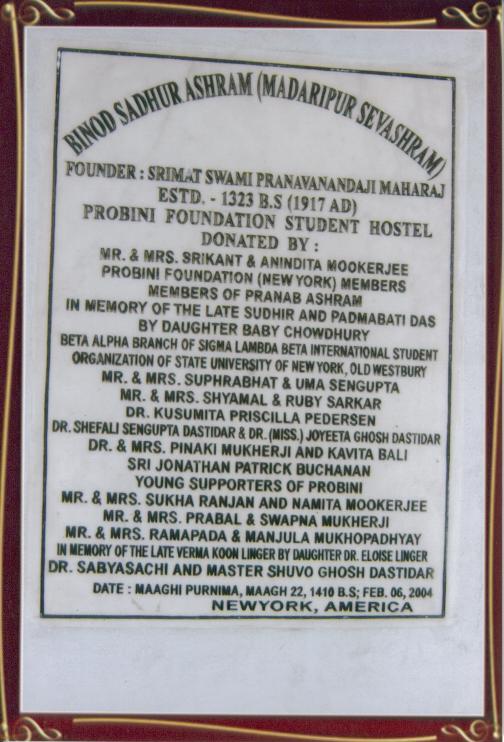 BINOD SADHUR ASHRAM (MADARIPUR SEVASHRAM)
FOUNDER : SRIMAT SWAMI PRANAVANANDAJI MAHARAJ
ESTD. - 1323 B.S (1917 AD)
PROBINI FOUNDATION STUDENT HOSTEL
DONATED BY :
MR. & MRS. SRIKANT & ANINDITA MOOKERJEE
PROBINI FOUNDATION (NEW YORK) MEMBERS
MEMBERS OF PRANAB ASHRAM
IN MEMORY OF THE LATE SUDHIR AND PADMABATI DAS
BY DAUGHTER BABY CHOWDHURY
BETA ALPHA BRANCH OF SIGMA LAMBDA BETA INTERNATIONAL STUDENT
ORGANIZATION OF STATE UNIVERSITY OF NEW YORK, OLD WESTBURY
MR. & MRS. SUPHRABHAT & UMA SENGUPTA
MR. & MRS. SHYAMAL & RUBY SARKAR
DR. KUSUMITA PRISCILLA PEDERSEN
DR. SHEFALI SENGUPTA DASTIDAR & DR. (MISS.) JOYEETA GHOSH DASTIDAR
DR. & MRS. PINAKI MUKHERJI AND KAVITA BALI
SRI JONATHAN PATRICK BUCHANAN
YOUNG SUPPORTERS OF PROBINI
MR. & MRS. SUKHA RANJAN AND NAMITA MOOKERJEE
MR. & MRS. PRABAL & SWAPNA MUKHERJI
MR. & MRS. RAMAPADA & MANJULA MUKHOPADHYAY
IN MEMORY OF THE LATE VERMA KOON LINGER BY DAUGHTER DR. ELOISE LINGER
DR. SABYASACHI AND MASTER SHUVO GHOSH DASTIDAR
DATE : MAAGHI PURNIMA, MAAGH 22, 1410 B.S; FEB. 06, 2004
NEWYORK, AMERICA